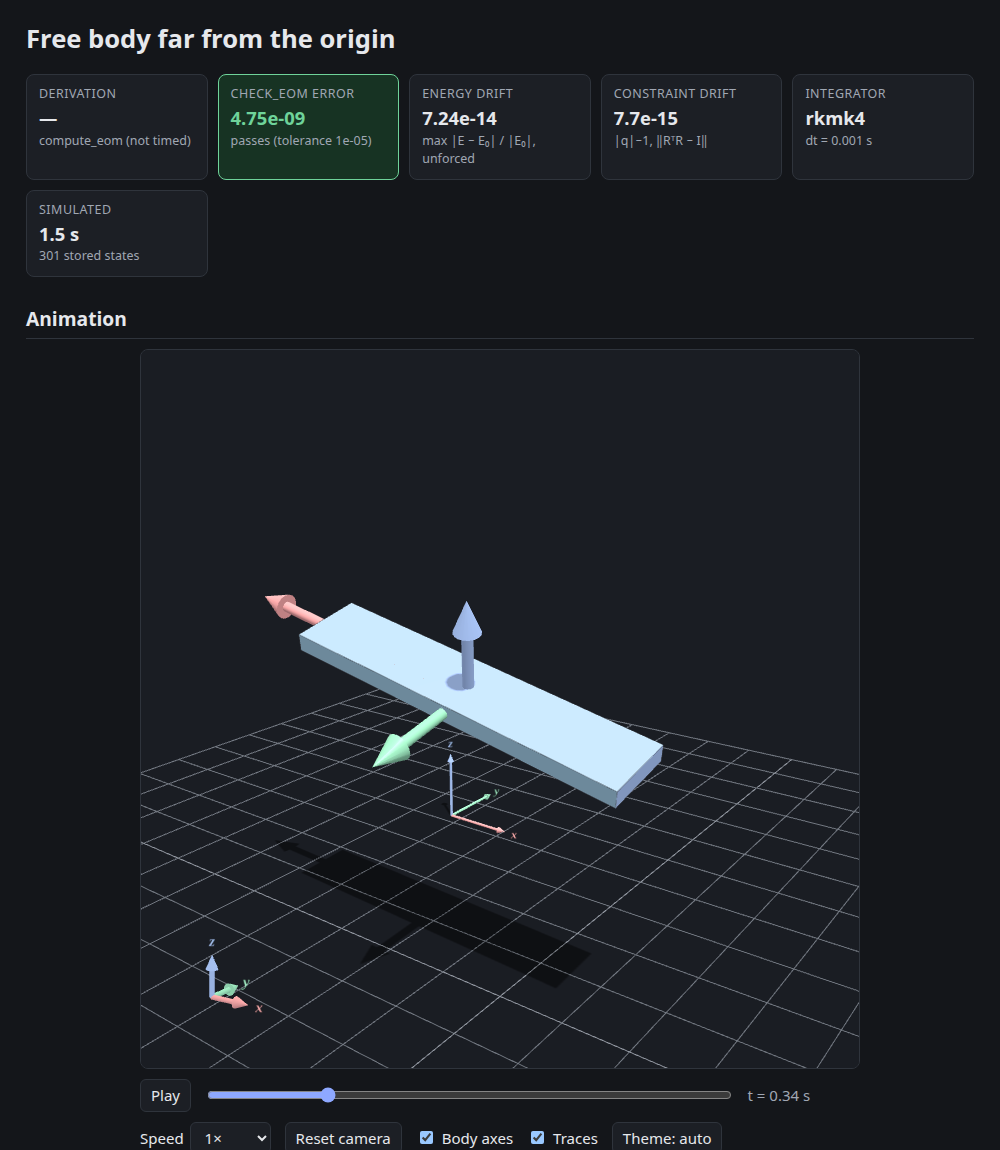 Free body far from the origin
DERIVATION
—
compute_eom (not timed)
CHECK_EOM ERROR
4.75e-09
passes (tolerance 1e-05)
ENERGY DRIFT
7.24e-14
max |E − E₀| / |E₀|,
unforced
CONSTRAINT DRIFT
7.7e-15
|q|−1, ‖RᵀR − I‖
INTEGRATOR
rkmk4
dt = 0.001 s
SIMULATED
1.5 s
301 stored states
Animation
z
y
x
z
y
x
Play
t = 0.34 s
Speed
1×
Reset camera
Body axes
Traces
Theme: auto